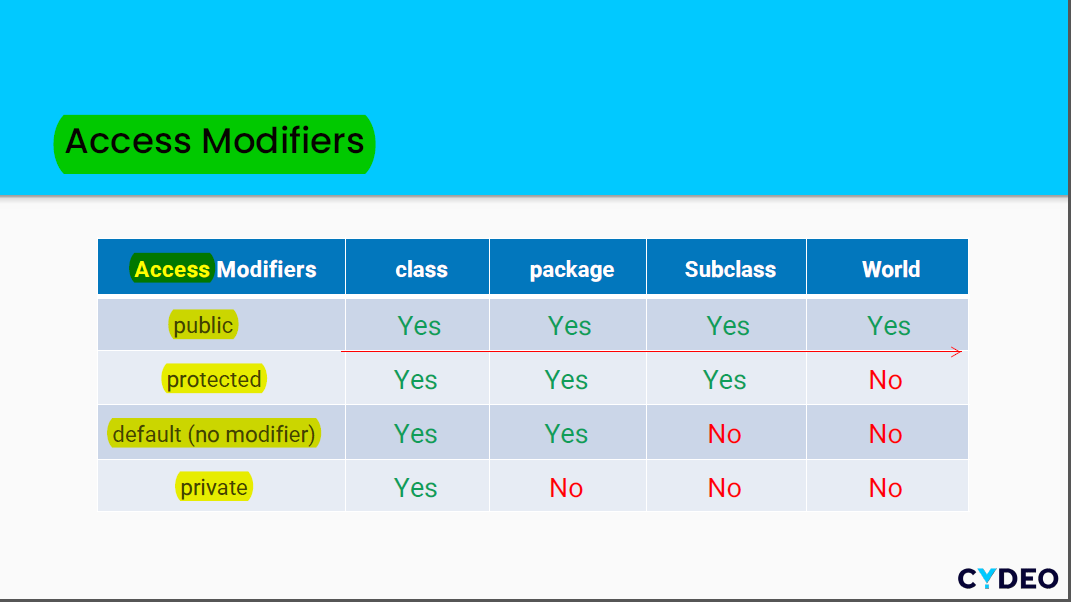 Access Modifiers
Access Modifiers class package Subclass World
public Yes Yes Yes Yes
protected Yes Yes Yes No
default (no modifier) Yes Yes No No
private Yes No No No
CYDEO